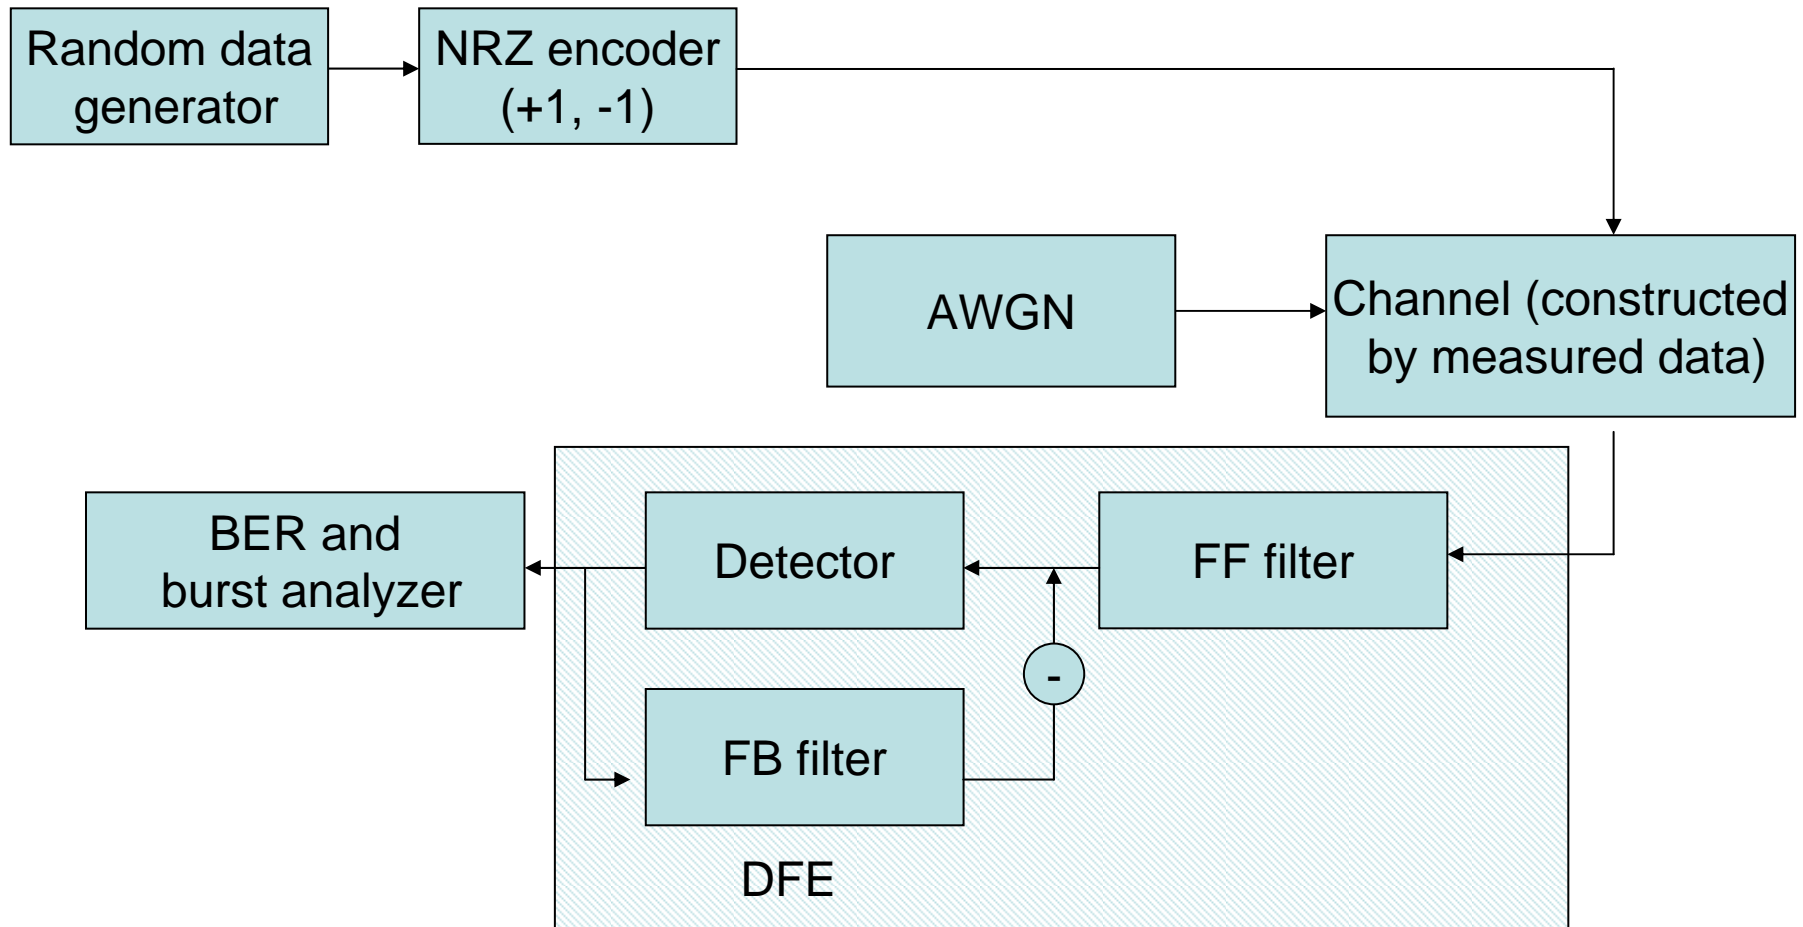 Random data
generator
NRZ encoder
(+1, -1)
AWGN
Channel (constructed
by measured data)
BER and
burst analyzer
Detector
FF filter
-
FB filter
DFE